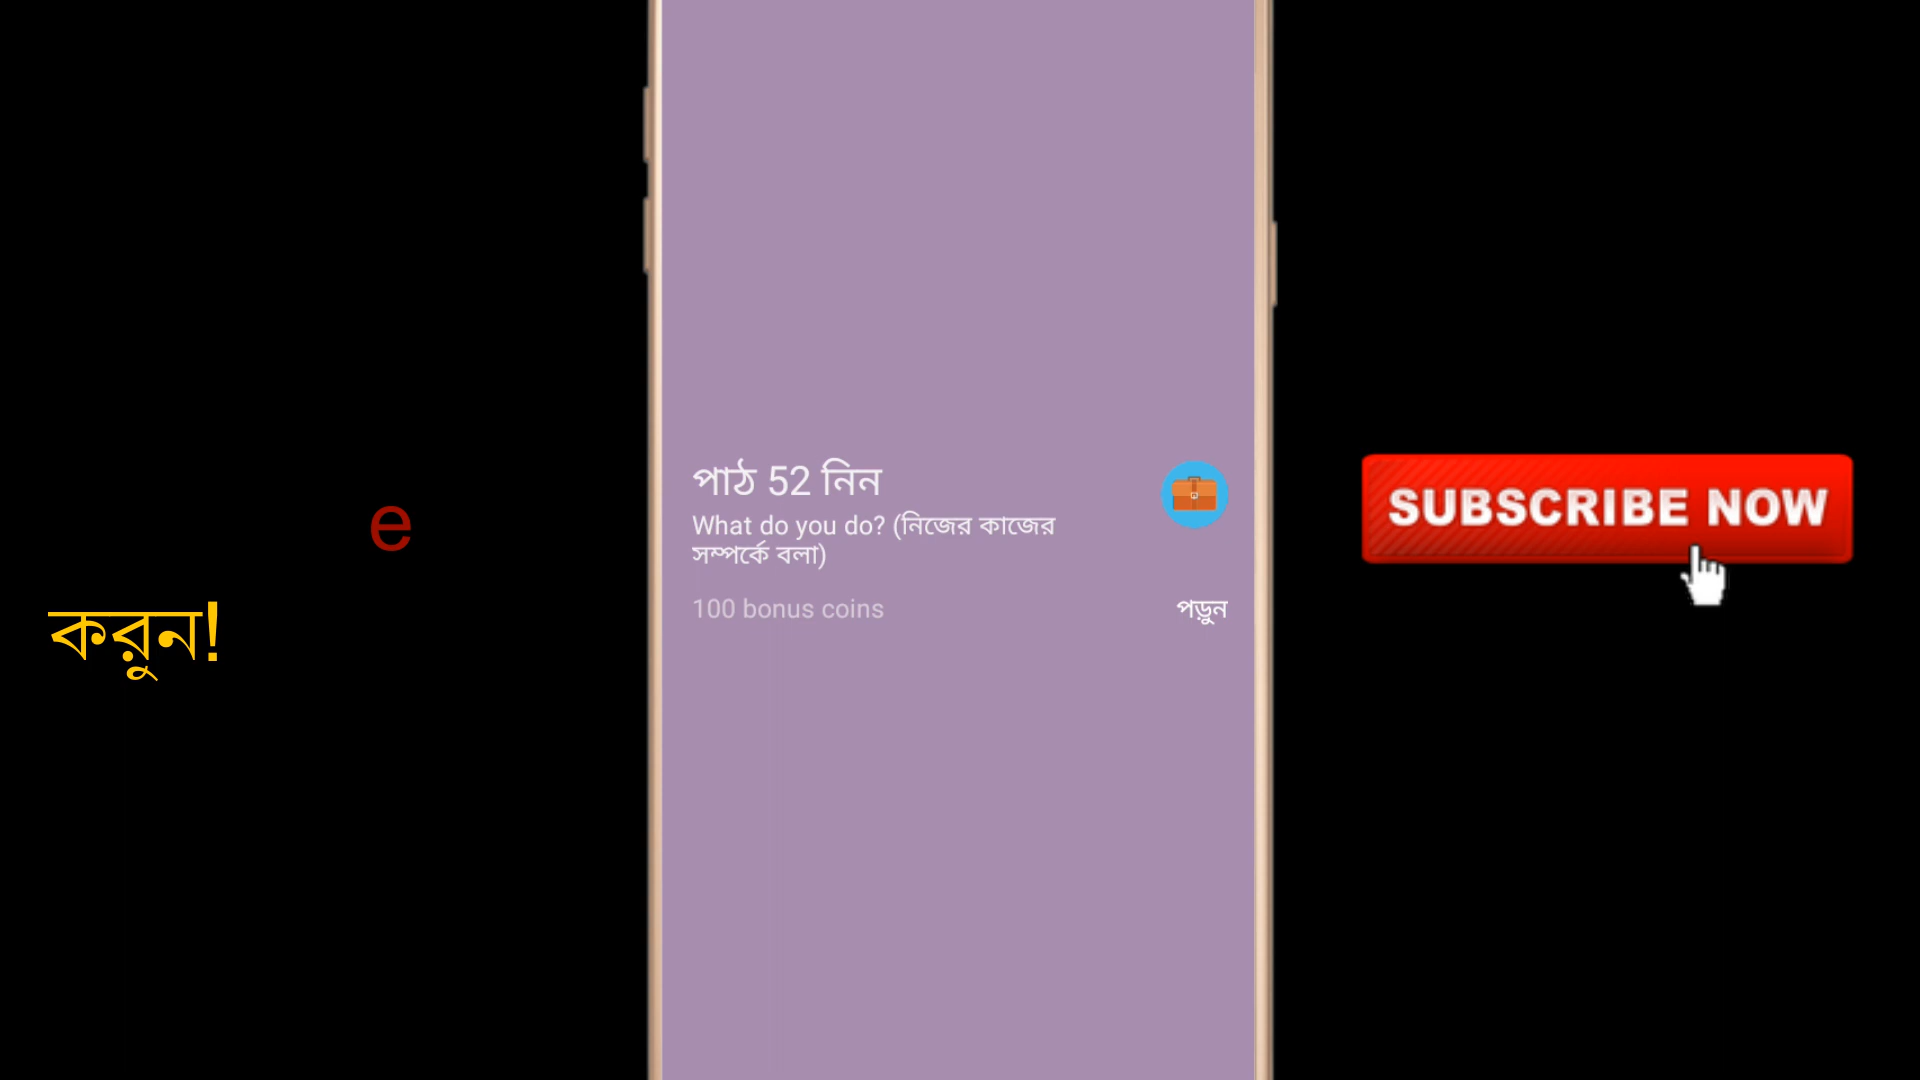 e
করুন!
পাঠ 52 নিন
What do you do? (নিজের কাজের
সম্পর্কে বলা)
100 bonus coins
পড়ুন
SUBSCRIBE NOW